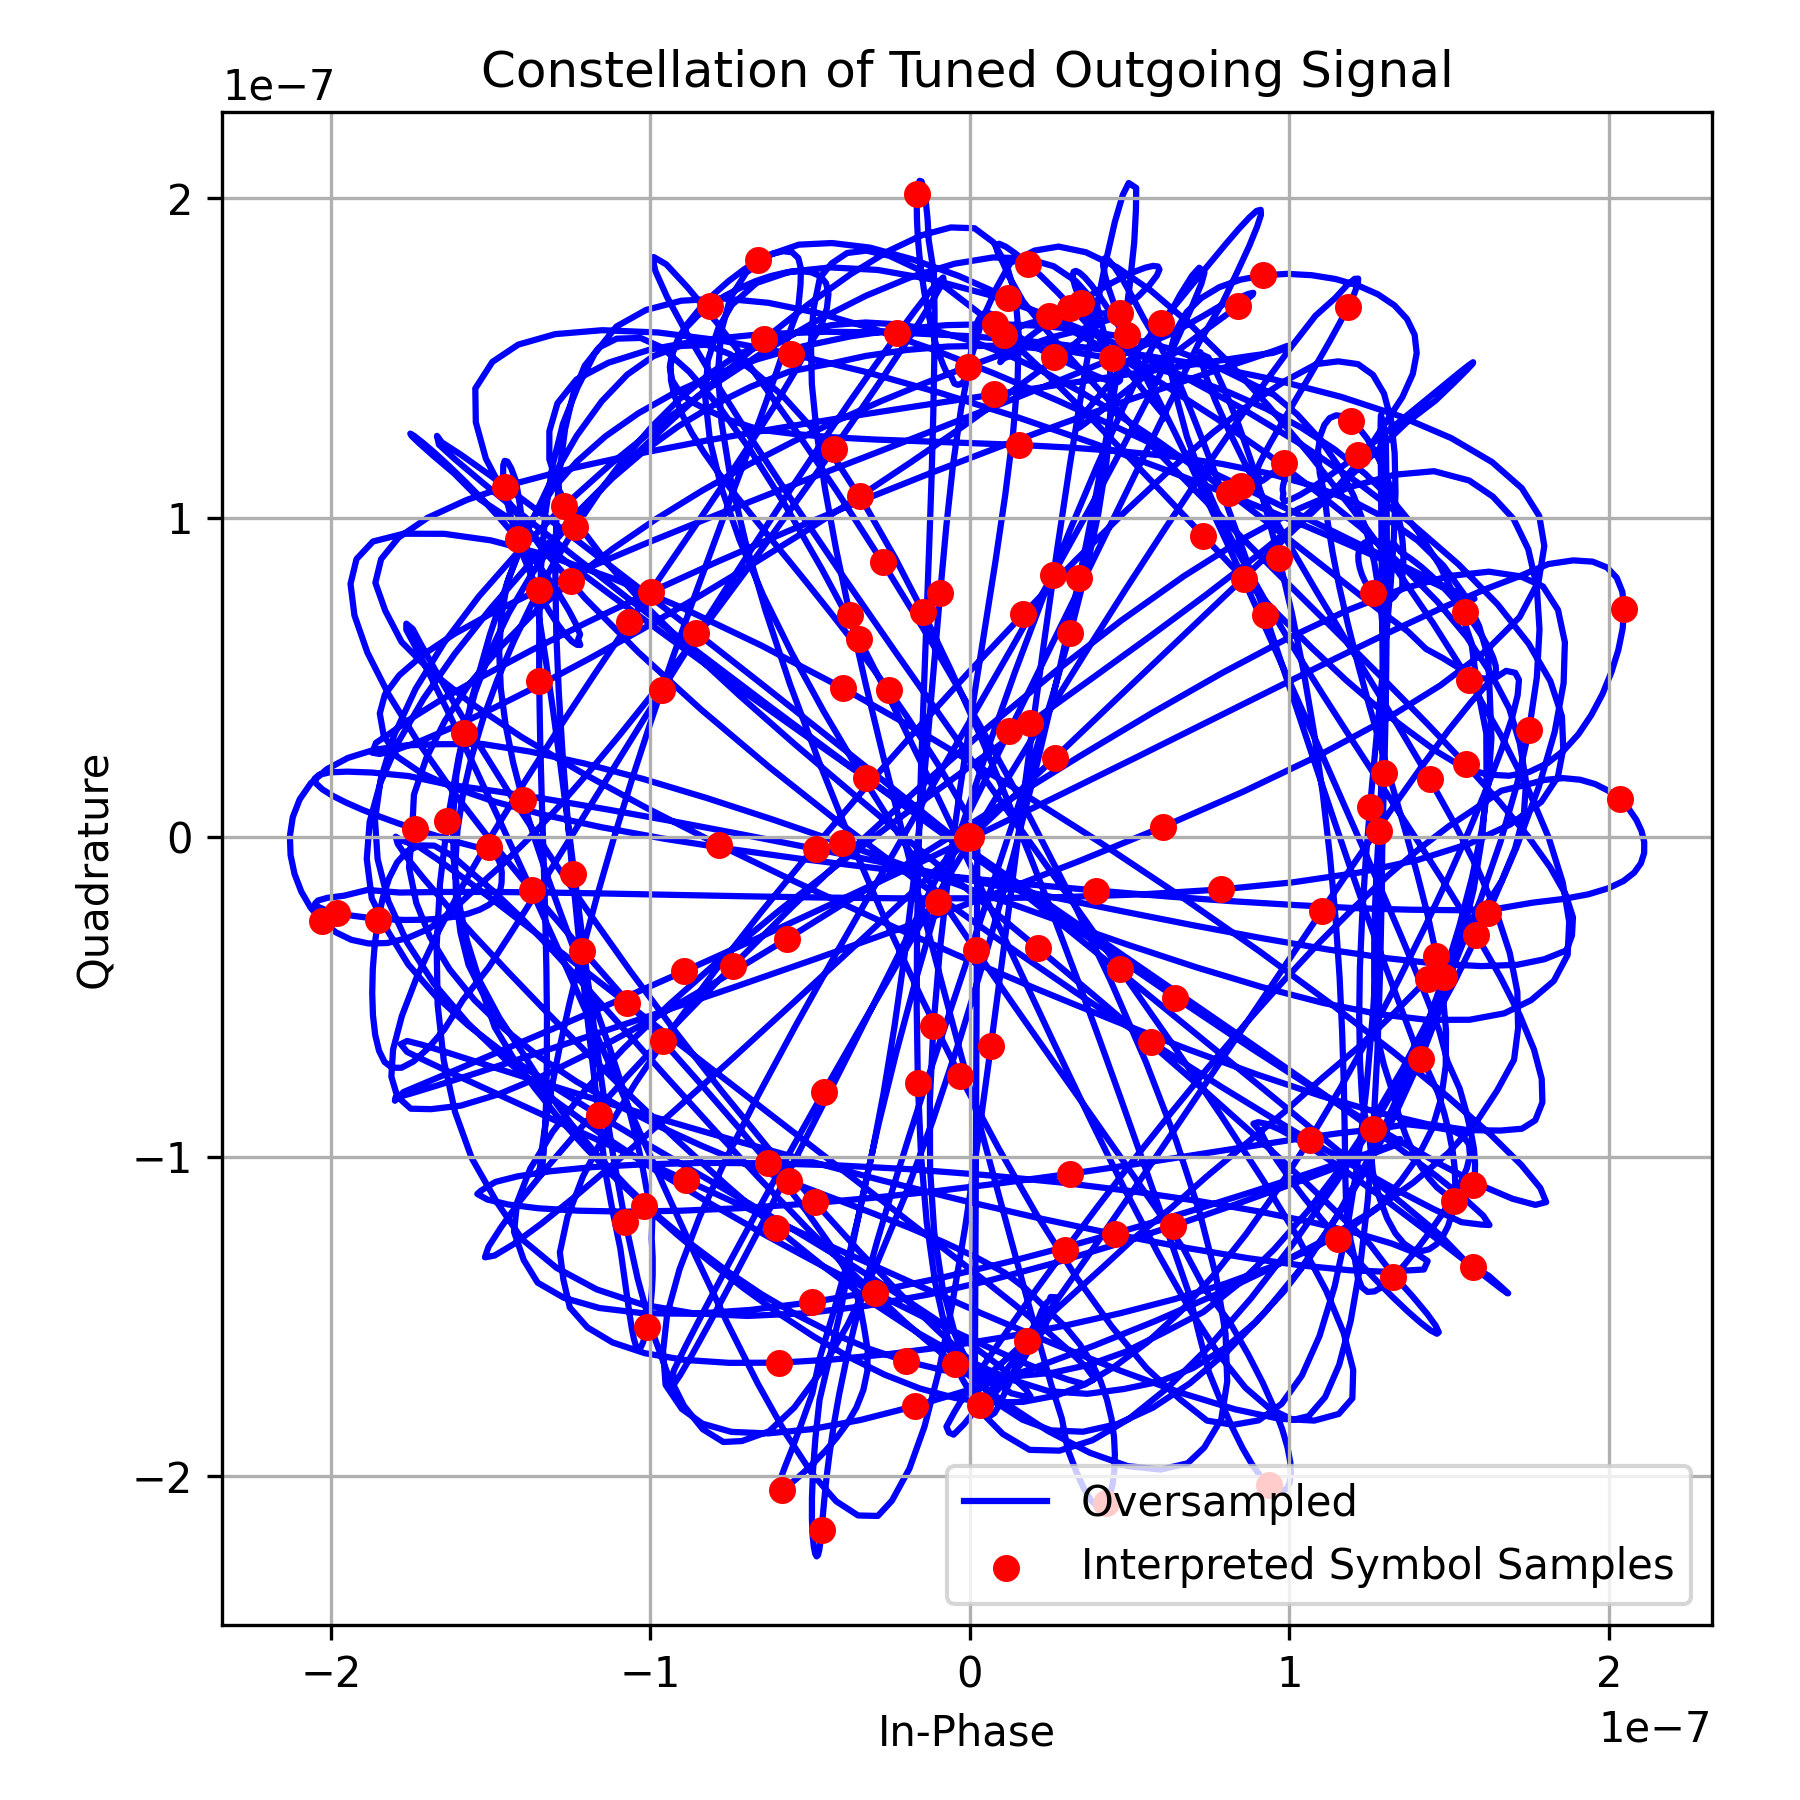 Constellation of Tuned Outgoing Signal
1e−7
2
1
0
−1
−2
Quadrature
Oversampled
Interpreted Symbol Samples
−2
−1
0
1
2
In-Phase
1e−7